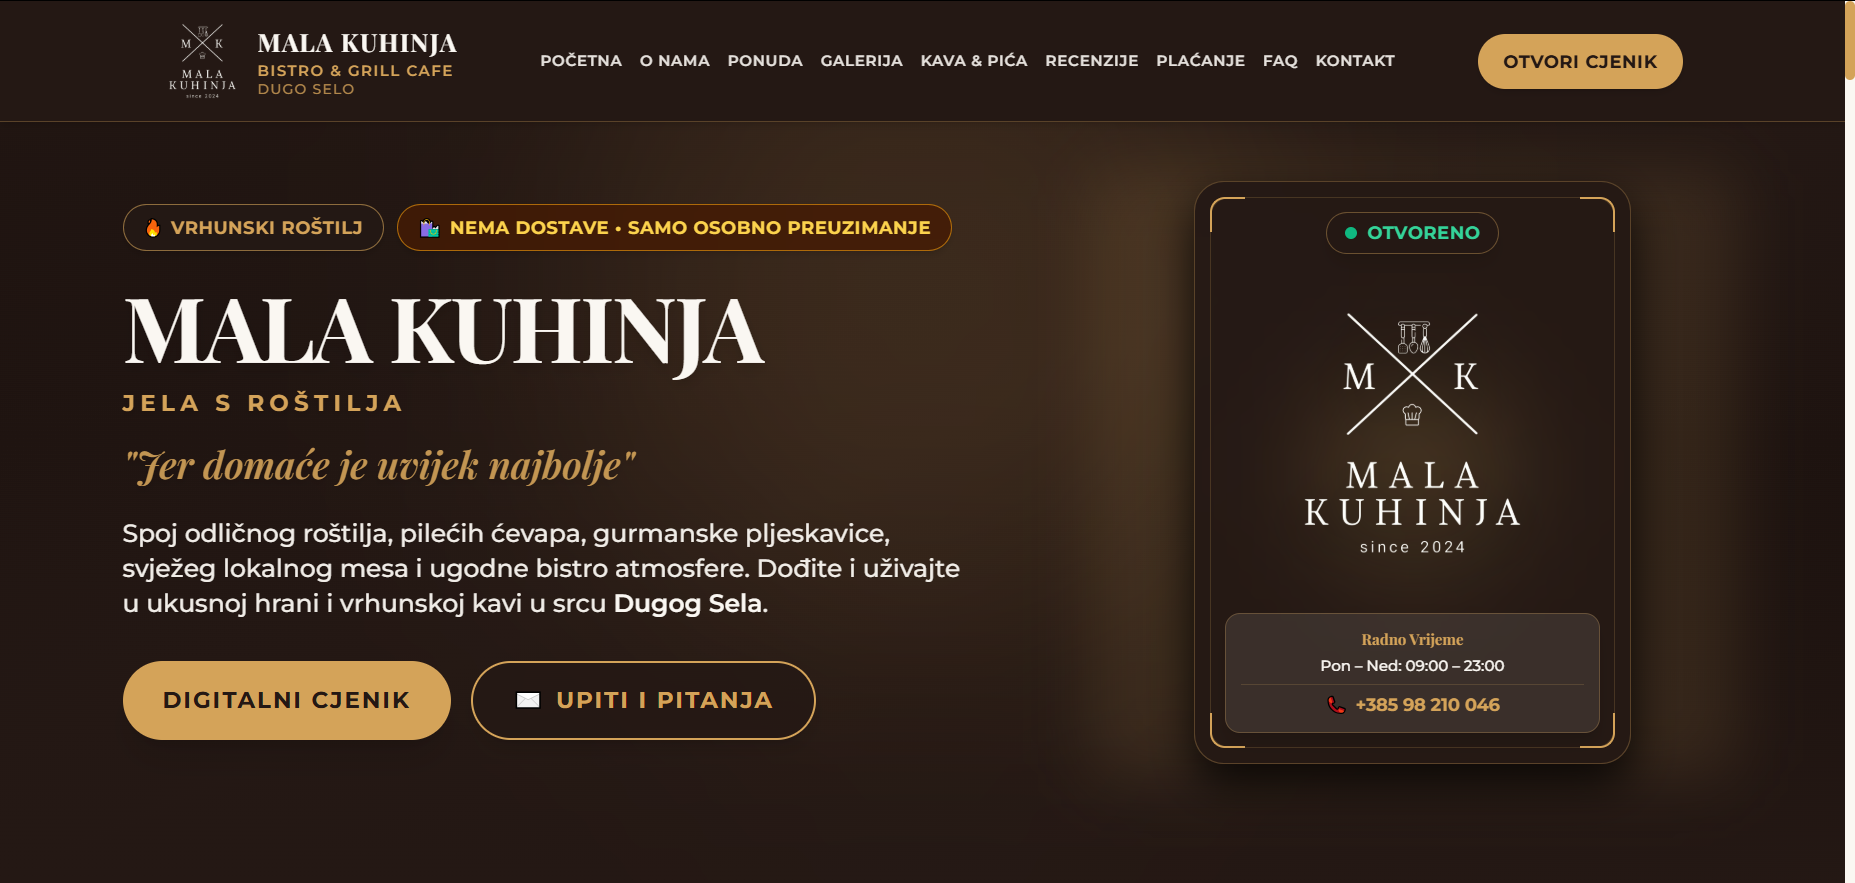 M K
MALA
KUHINJA
since 2024
MALA KUHINJA
BISTRO & GRILL CAFE
DUGO SELO
POČETNA O NAMA PONUDA GALERIJA KAVA & PIĆA RECENZIJE PLAĆANJE FAQ KONTAKT
OTVORI CJENIK
VRHUNSKI ROŠTILJ
NEMA DOSTAVE • SAMO OSOBNO PREUZIMANJE
MALA KUHINJA
JELA S ROŠTILJA
"Jer domaće je uvijek najbolje"
Spoj odličnog roštilja, pilećih ćevapa, gurmanske pljeskavice,
svježeg lokalnog mesa i ugodne bistro atmosfere. Dođite i uživajte
u ukusnoj hrani i vrhunskoj kavi u srcu Dugog Sela.
DIGITALNI CJENIK
UPITI I PITANJA
OTVORENO
M K
MALA
KUHINJA
since 2024
Radno Vrijeme
Pon – Ned: 09:00 – 23:00
+385 98 210 046